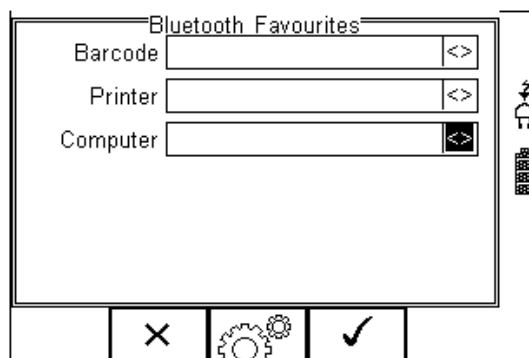 Bluetooth Favourites
Barcode <>
Printer <>
Computer <>